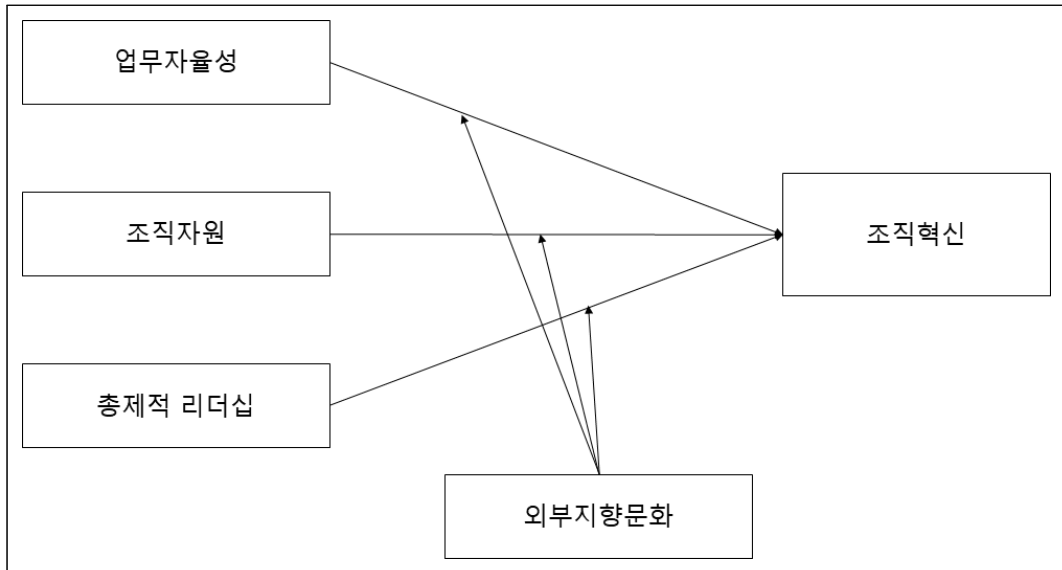 업무자율성
조직자원
조직혁신
총제적 리더십
외부지향문화